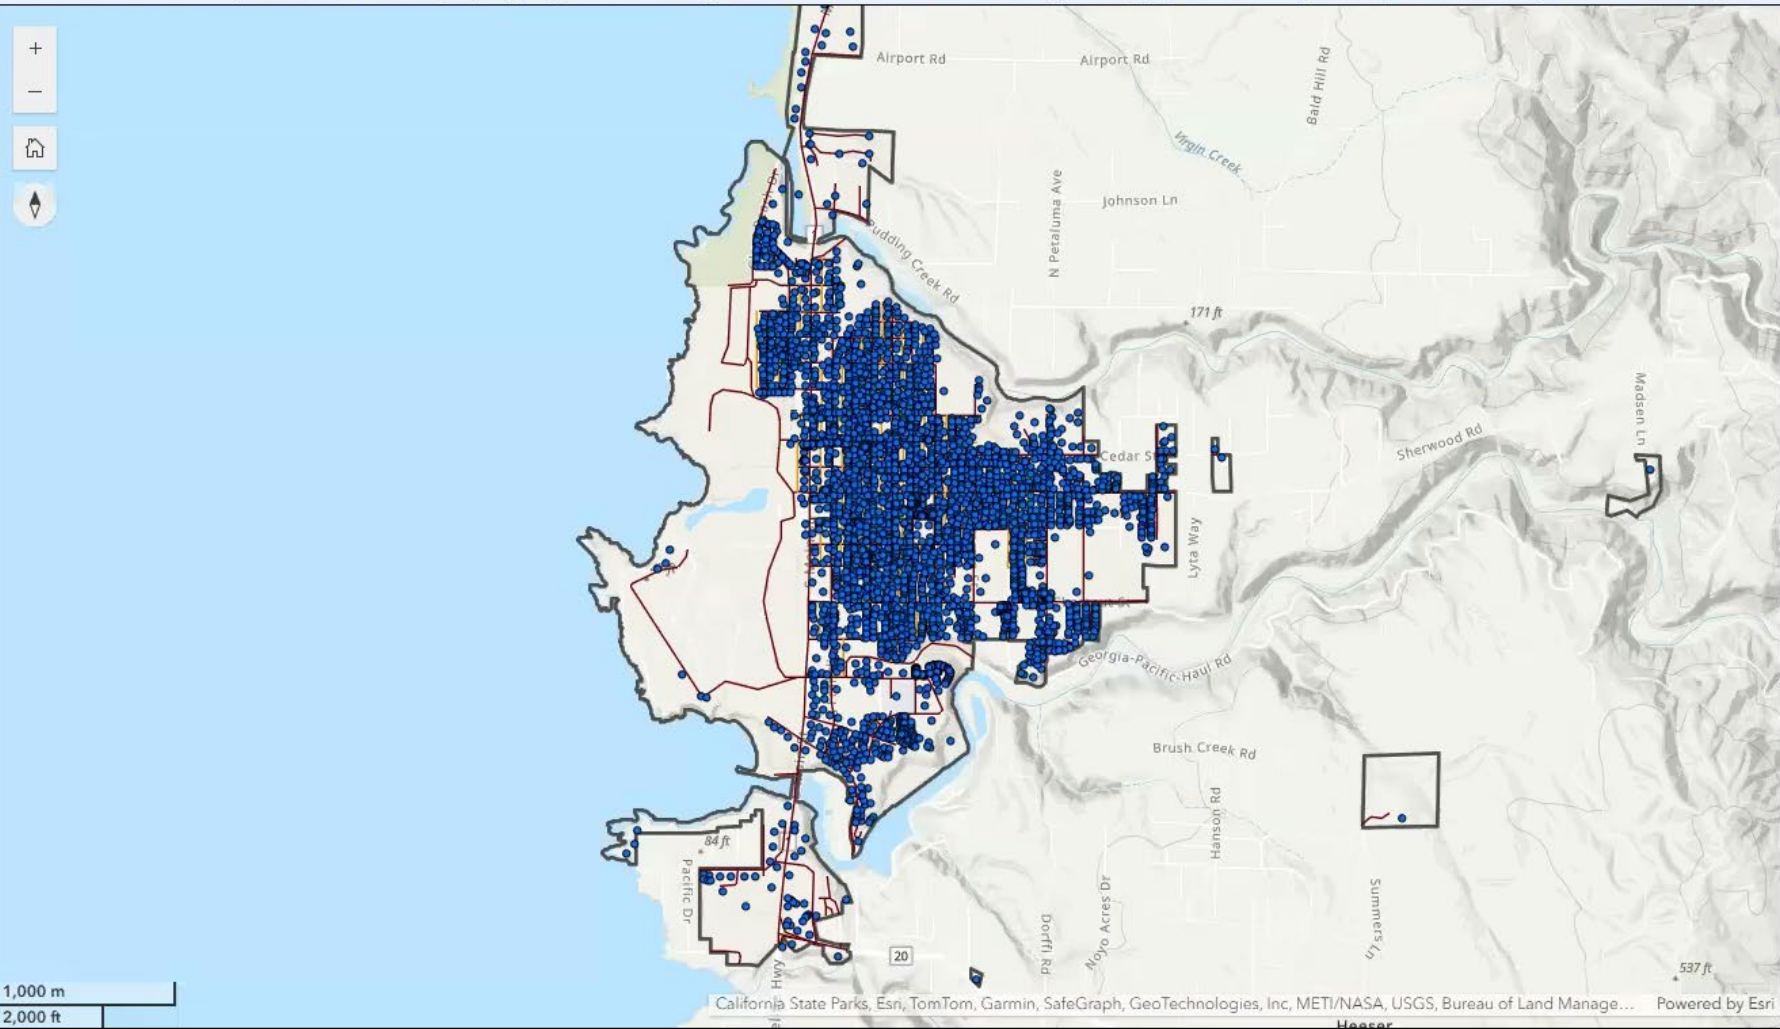 Airport Rd
Airport Rd
Bald Hill Rd
Virgin Creek
N Petaluma Ave
Johnson Ln
Pudding Creek Rd
171 ft
Madsen Ln
Sherwood Rd
Cedar St
Lyta Way
Georgia-Pacific-Haul Rd
Brush Creek Rd
Hanson Rd
84 ft
Pacific Dr
Summers Ln
Noyo Acres Dr
Dorffi Rd
20
Hwy
537 ft
1,000 m
2,000 ft
California State Parks, Esri, TomTom, Garmin, SafeGraph, GeoTechnologies, Inc, METI/NASA, USGS, Bureau of Land Manage... Powered by Esri
Heeser